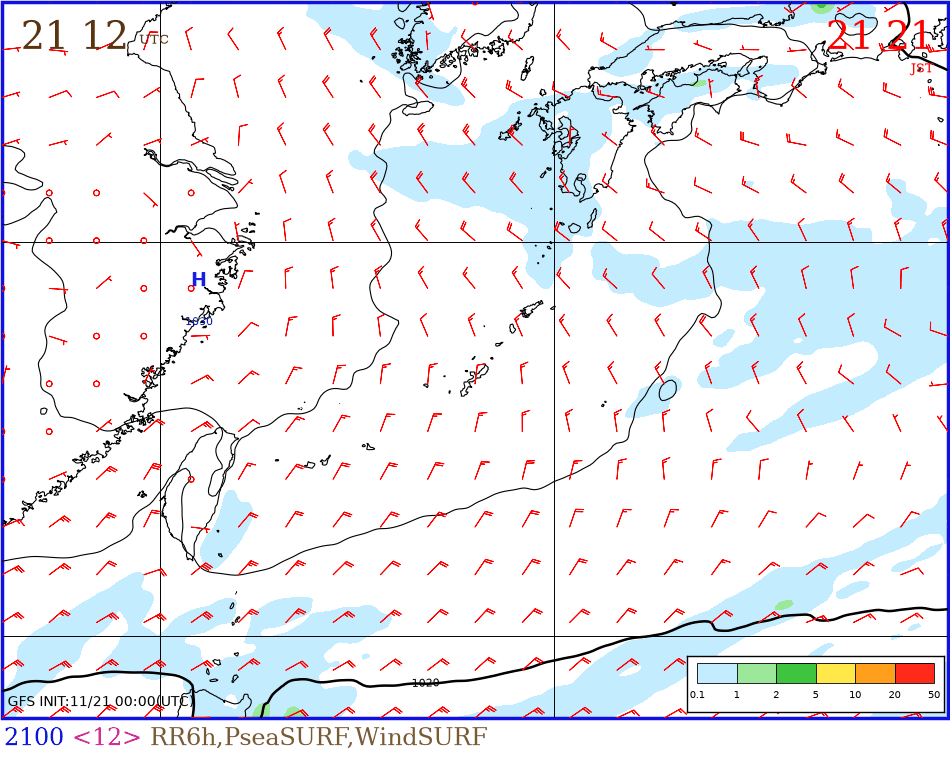 21 12 UTC 21 21
JST
H
1030
1020
0.1 1 2 5 10 20 50
GFS INIT:11/21 00:00(UTC)
2100 <12> RR6h,PseaSURF,WindSURF